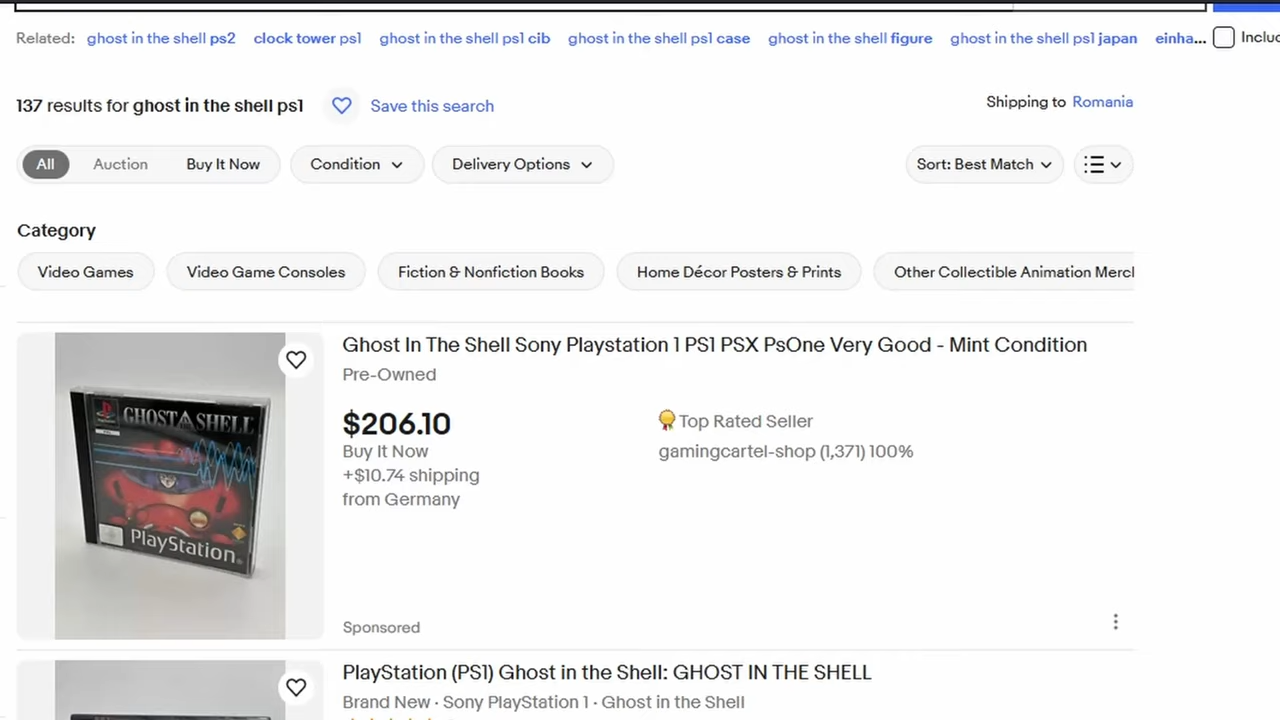 Related: ghost in the shell ps2 clock tower ps1 ghost in the shell ps1 cib ghost in the shell ps1 case ghost in the shell figure ghost in the shell ps1 japan einha... Includ
137 results for ghost in the shell ps1 Save this search Shipping to Romania
All Auction Buy It Now Condition Delivery Options Sort: Best Match
Category
Video Games Video Game Consoles Fiction & Nonfiction Books Home Décor Posters & Prints Other Collectible Animation Mercl
Ghost In The Shell Sony Playstation 1 PS1 PSX PsOne Very Good - Mint Condition
Pre-Owned
$206.10
Buy It Now
+$10.74 shipping
from Germany
Top Rated Seller
gamingcartel-shop (1,371) 100%
GHOST SHELL
PlayStation
Sponsored
PlayStation (PS1) Ghost in the Shell: GHOST IN THE SHELL
Brand New · Sony PlayStation 1 · Ghost in the Shell